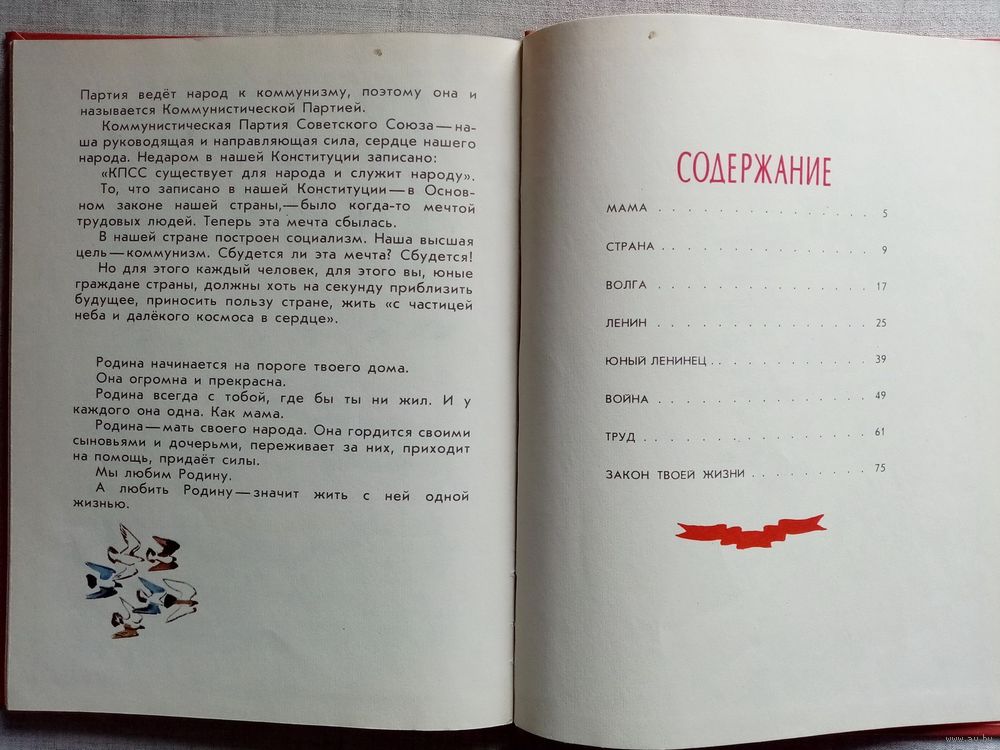 Партия ведёт народ к коммунизму, поэтому она и
называется Коммунистической Партией.
Коммунистическая Партия Советского Союза — на-
ша руководящая и направляющая сила, сердце нашего
народа. Недаром в нашей Конституции записано:
«КПСС существует для народа и служит народу».
То, что записано в нашей Конституции — в Основ-
ном законе нашей страны, — было когда-то мечтой
трудовых людей. Теперь эта мечта сбылась.
В нашей стране построен социализм. Наша высшая
цель — коммунизм. Сбудется ли эта мечта? Сбудется!
Но для этого каждый человек, для этого вы, юные
граждане страны, должны хоть на секунду приблизить
будущее, приносить пользу стране, жить «с частицей
неба и далёкого космоса в сердце».
Родина начинается на пороге твоего дома.
Она огромна и прекрасна.
Родина всегда с тобой, где бы ты ни жил. И у
каждого она одна. Как мама.
Родина — мать своего народа. Она гордится своими
сыновьями и дочерьми, переживает за них, приходит
на помощь, придаёт силы.
Мы любим Родину.
А любить Родину — значит жить с ней одной
жизнью.
СОДЕРЖАНИЕ
МАМА . . . . . . . . . . . . . . 5
СТРАНА . . . . . . . . . . . . . . 9
ВОЛГА . . . . . . . . . . . . . . 17
ЛЕНИН . . . . . . . . . . . . . . 25
ЮНЫЙ ЛЕНИНЕЦ . . . . . . . . . . . 39
ВОЙНА . . . . . . . . . . . . . . 49
ТРУД . . . . . . . . . . . . . . . 61
ЗАКОН ТВОЕЙ ЖИЗНИ . . . . . . . . 75
www.ay.by